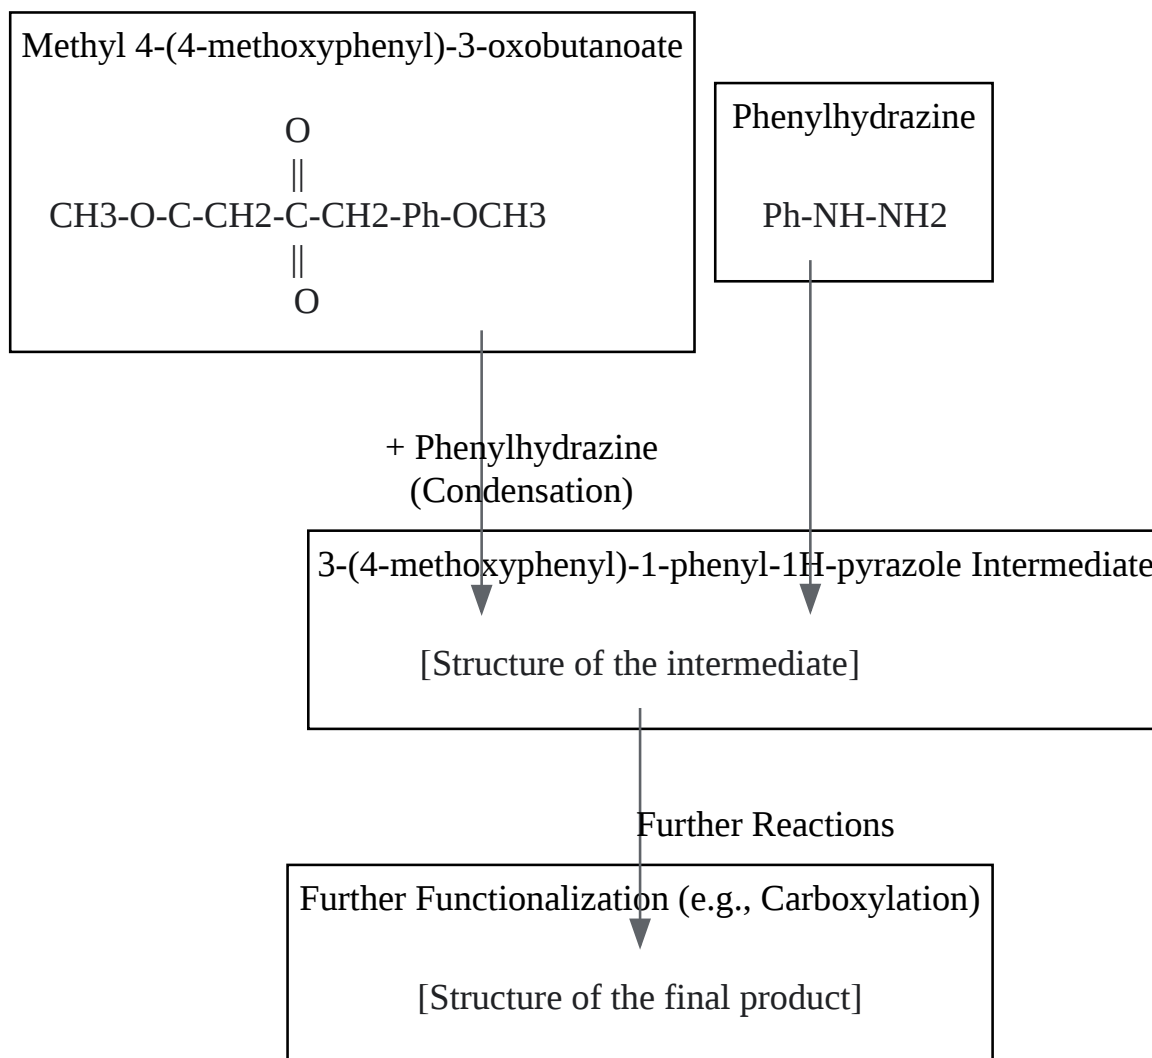 Methyl 4-(4-methoxyphenyl)-3-oxobutanoate
O
||
CH3-O-C-CH2-C-CH2-Ph-OCH3
||
O
Phenylhydrazine
Ph-NH-NH2
+ Phenylhydrazine
(Condensation)
3-(4-methoxyphenyl)-1-phenyl-1H-pyrazole Intermediate
[Structure of the intermediate]
Further Reactions
Further Functionalization (e.g., Carboxylation)
[Structure of the final product]